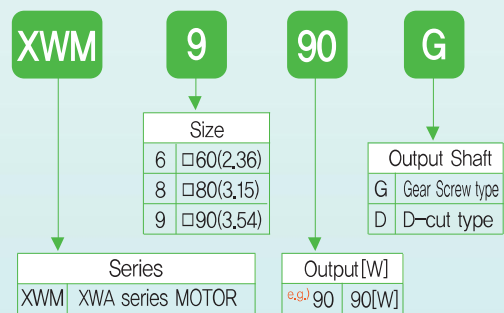 XWM 9 90 G
Size
6 □60(2.36)
8 □80(3.15)
9 □90(3.54)
Output Shaft
G Gear Screw type
D D-cut type
Series
XWM XWA series MOTOR
Output[W]
e.g.) 90 90[W]